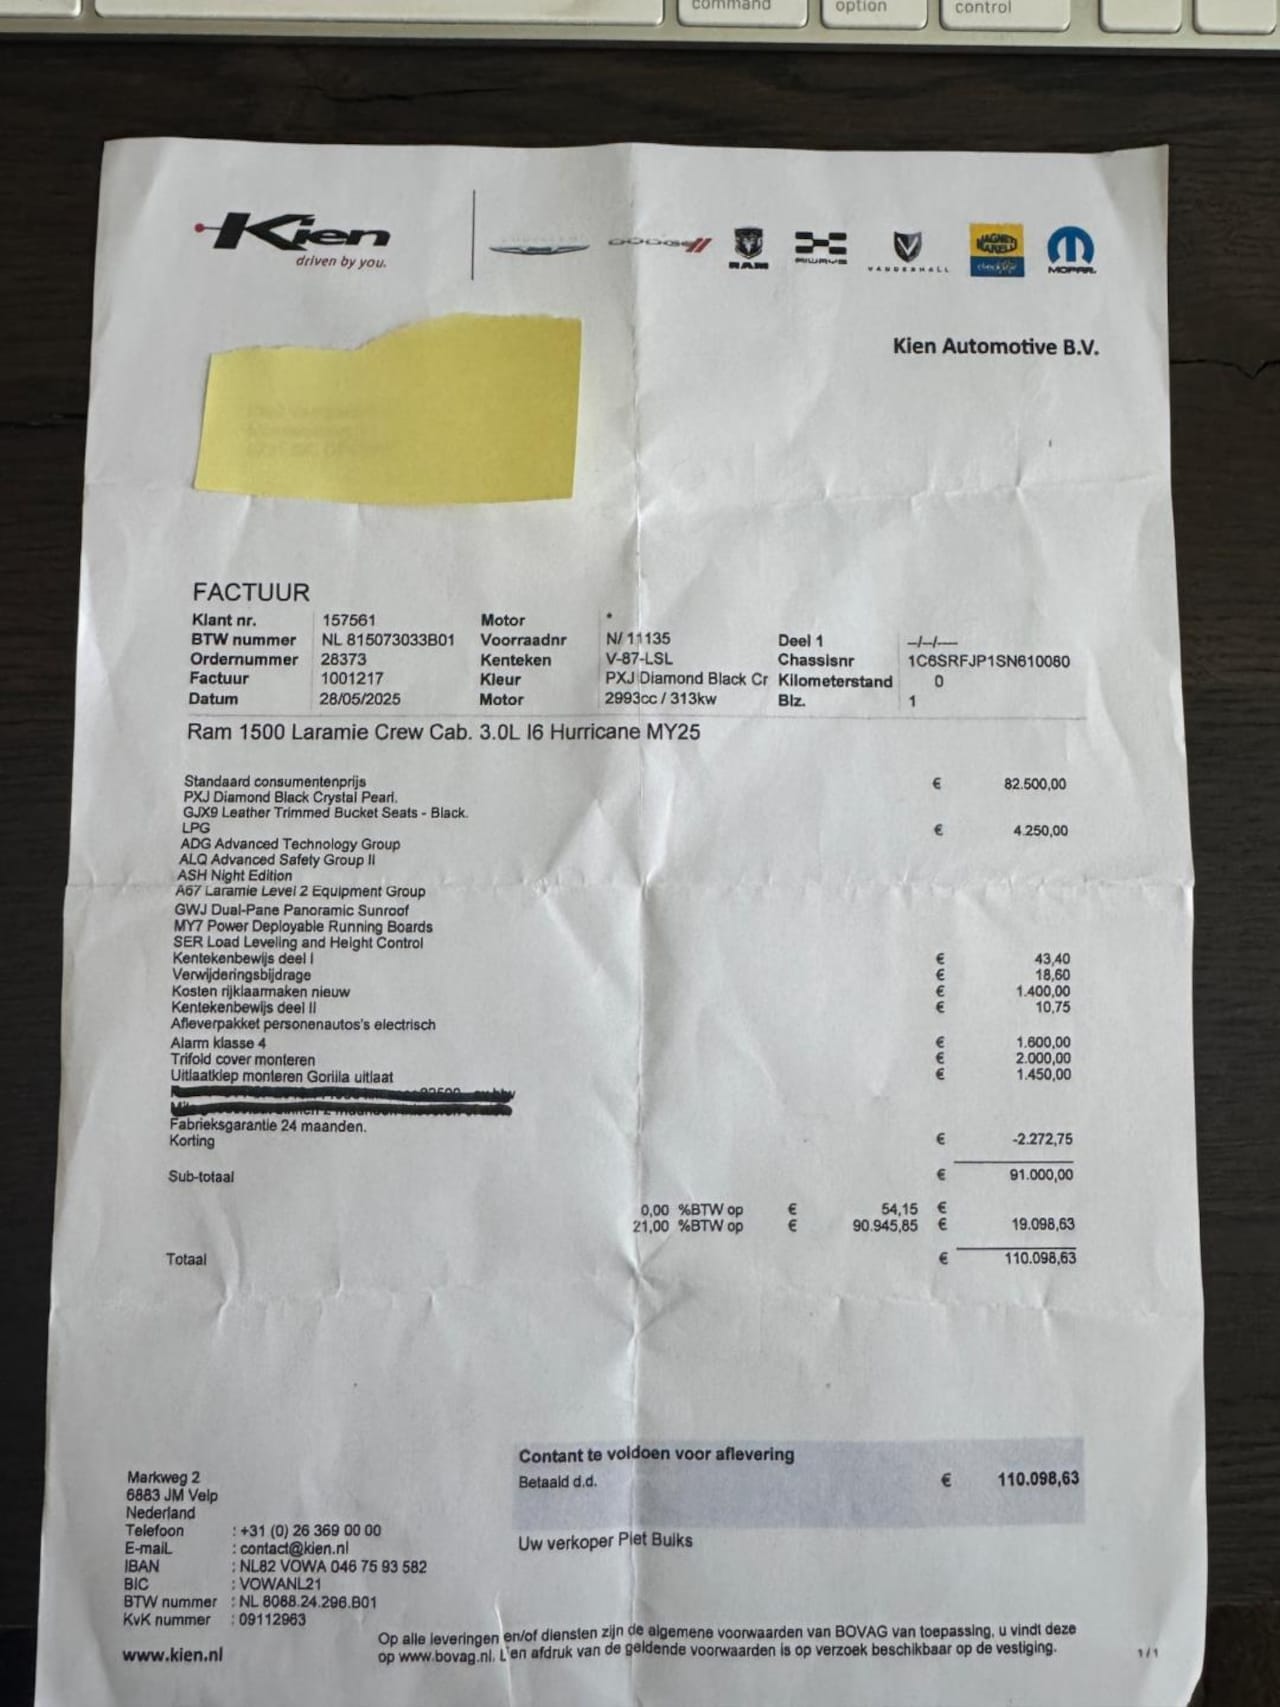 command option control
Kien
driven by you.
DODGE RAM AIWAYS VANDERHALL MAGNETI MARELLI checkstar MOPAR
Kien Automotive B.V.
FACTUUR
Klant nr. 157561 Motor *
BTW nummer NL 815073033B01 Voorraadnr N/ 11135 Deel 1 --/--/----
Ordernummer 28373 Kenteken V-87-LSL Chassisnr 1C6SRFJP1SN610080
Factuur 1001217 Kleur PXJ Diamond Black Cr Kilometerstand 0
Datum 28/05/2025 Motor 2993cc / 313kw Blz. 1
Ram 1500 Laramie Crew Cab. 3.0L I6 Hurricane MY25
Standaard consumentenprijs € 82.500,00
PXJ Diamond Black Crystal Pearl.
GJX9 Leather Trimmed Bucket Seats - Black.
LPG € 4.250,00
ADG Advanced Technology Group
ALQ Advanced Safety Group II
ASH Night Edition
A67 Laramie Level 2 Equipment Group
GWJ Dual-Pane Panoramic Sunroof
MY7 Power Deployable Running Boards
SER Load Leveling and Height Control
Kentekenbewijs deel I € 43,40
Verwijderingsbijdrage € 18,60
Kosten rijklaarmaken nieuw € 1.400,00
Kentekenbewijs deel II € 10,75
Afleverpakket personenautos's electrisch
Alarm klasse 4 € 1.600,00
Trifold cover monteren € 2.000,00
Uitlaatklep monteren Gorilla uitlaat € 1.450,00
Fabrieksgarantie 24 maanden.
Korting € -2.272,75
Sub-totaal € 91.000,00
0,00 %BTW op € 54,15 €
21,00 %BTW op € 90.945,85 € 19.098,63
Totaal € 110.098,63
Contant te voldoen voor aflevering
Betaald d.d. € 110.098,63
Uw verkoper Piet Bulks
Markweg 2
6883 JM Velp
Nederland
Telefoon : +31 (0) 26 369 00 00
E-mail : contact@kien.nl
IBAN : NL82 VOWA 046 75 93 582
BIC : VOWANL21
BTW nummer : NL 8088.24.296.B01
KvK nummer : 09112963
www.kien.nl
Op alle leveringen en/of diensten zijn de algemene voorwaarden van BOVAG van toepassing, u vindt deze
op www.bovag.nl. Een afdruk van de geldende voorwaarden is op verzoek beschikbaar op de vestiging.
1/1